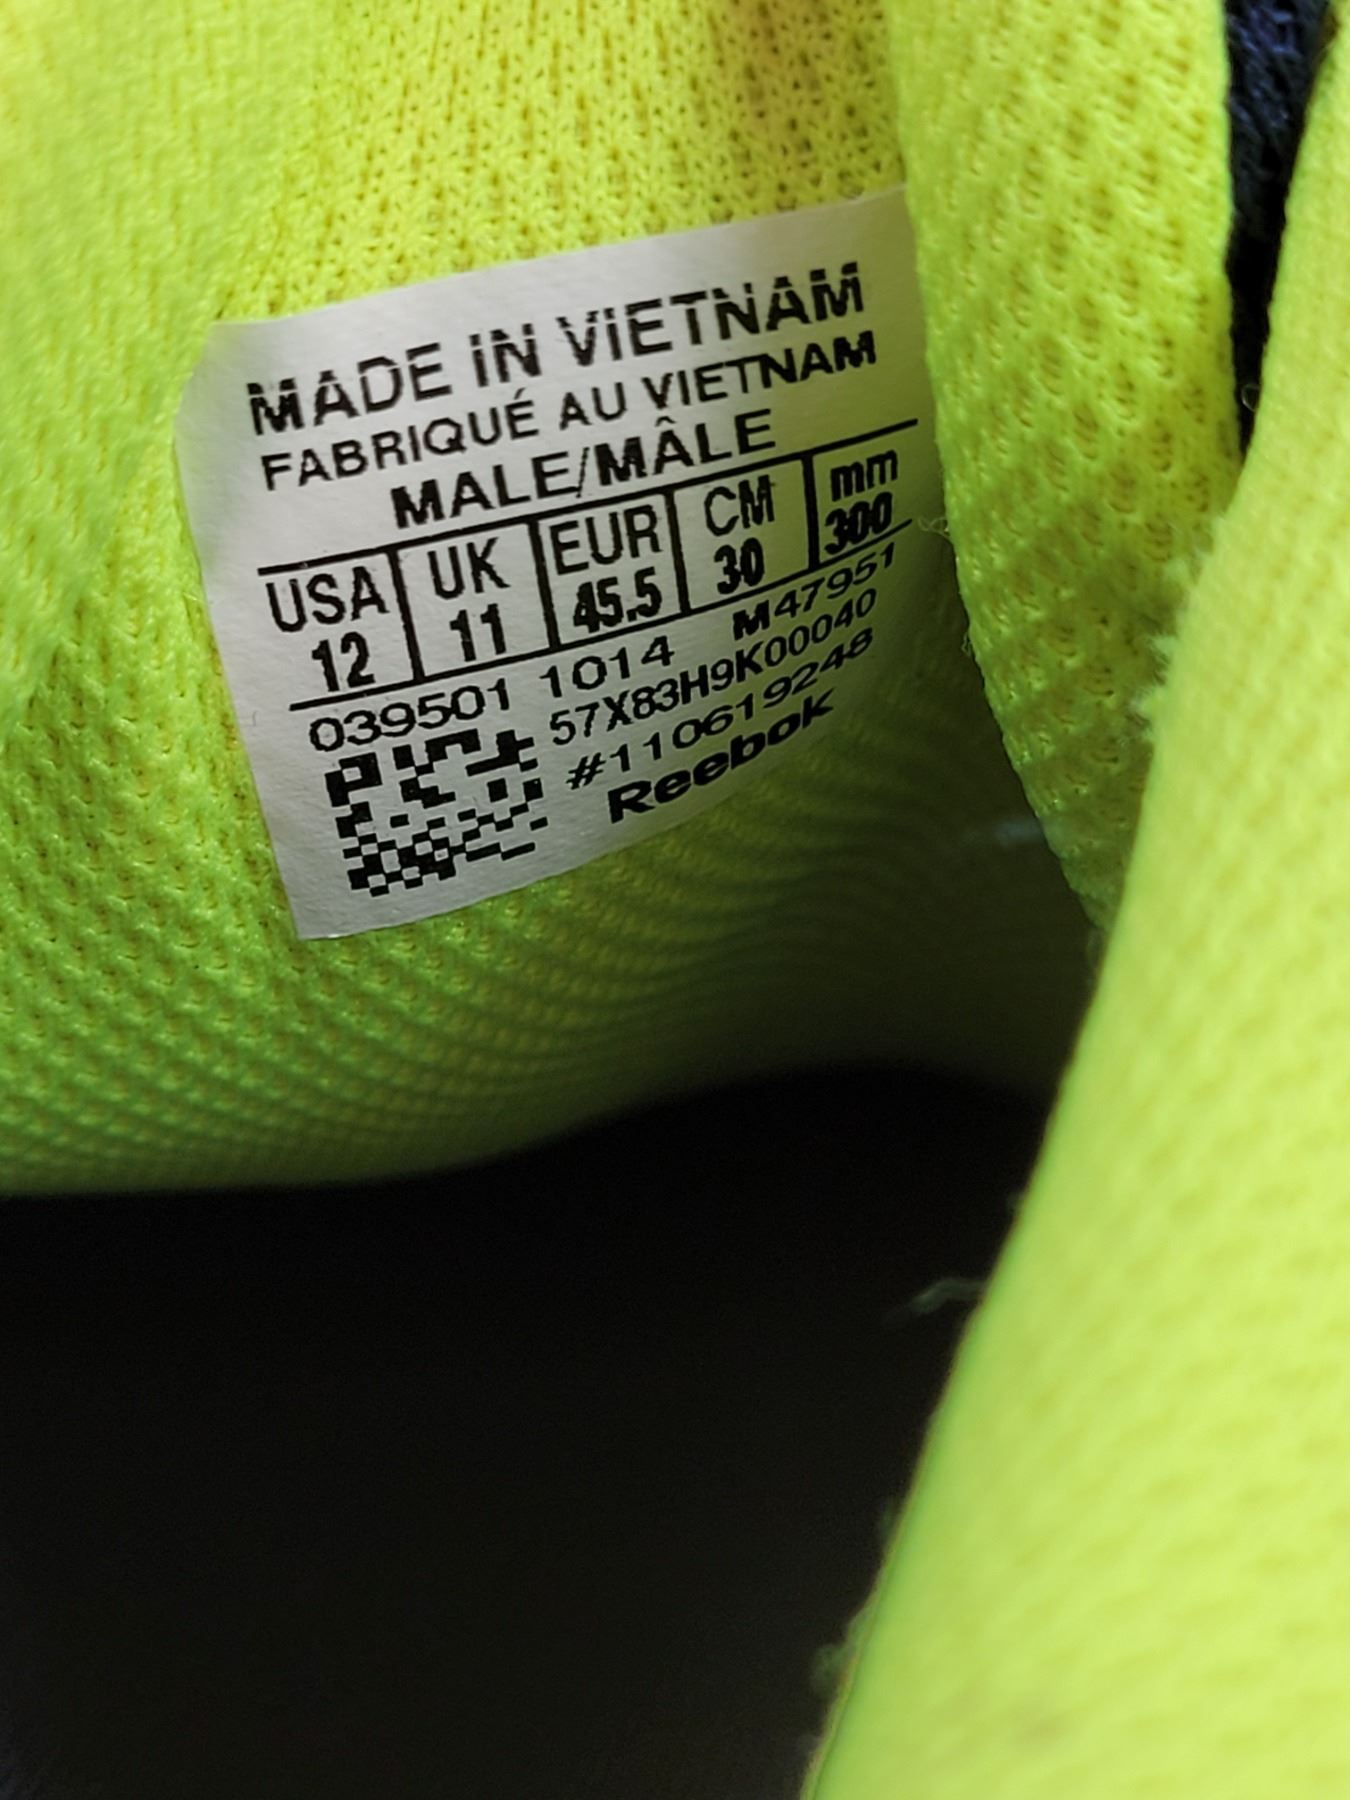 MADE IN VIETNAM
FABRIQUÉ AU VIETNAM
MALE/MÂLE
USA UK EUR CM mm
12 11 45.5 30 300
039501 1014 M47951
57X83H9K00040
#110619248
Reebok